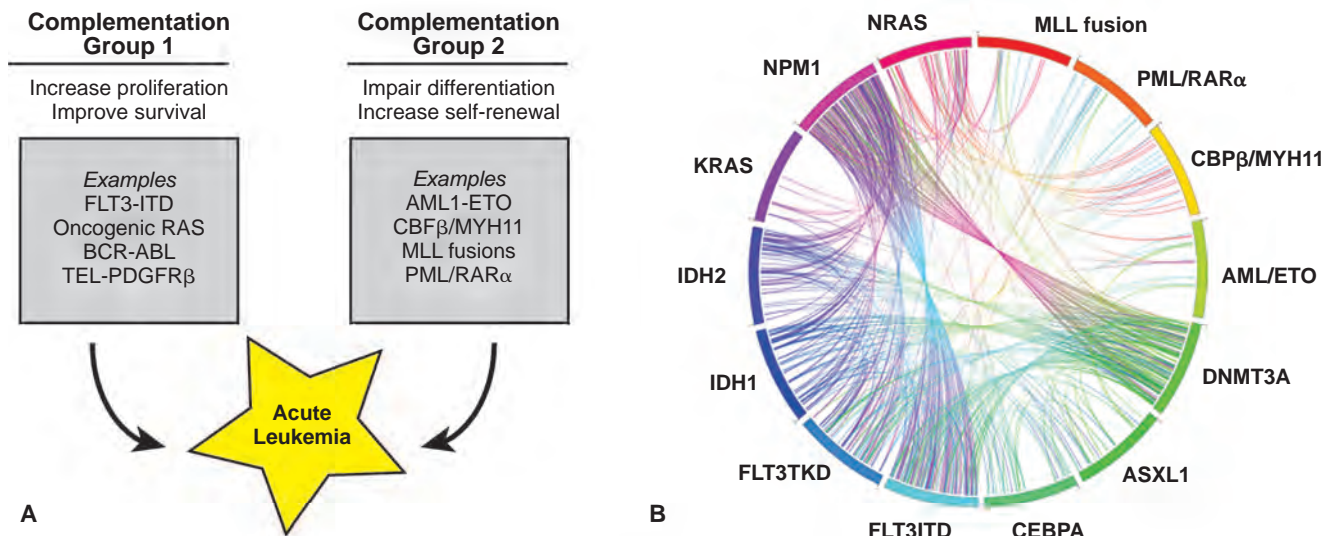 Complementation
Group 1
Increase proliferation
Improve survival
Examples
FLT3-ITD
Oncogenic RAS
BCR-ABL
TEL-PDGFRβ
Complementation
Group 2
Impair differentiation
Increase self-renewal
Examples
AML1-ETO
CBFβ/MYH11
MLL fusions
PML/RARα
Acute
Leukemia
A
NRAS
MLL fusion
NPM1
PML/RARα
KRAS
CBPβ/MYH11
IDH2
AML/ETO
IDH1
DNMT3A
FLT3TKD
ASXL1
FLT3ITD
CEBPA
B